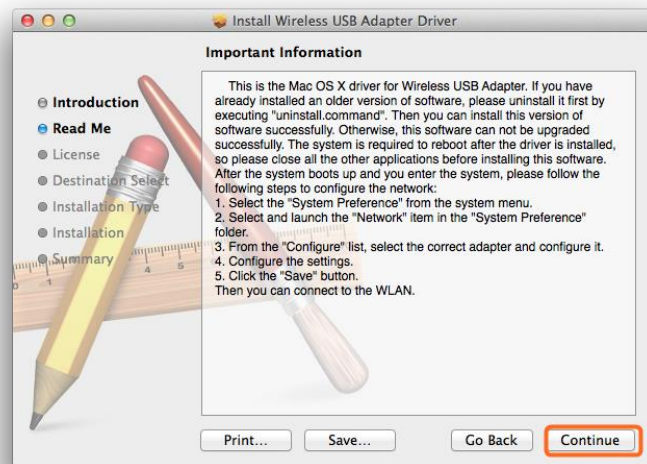 Install Wireless USB Adapter Driver
Important Information
Introduction
Read Me
License
Destination Select
Installation Type
Installation
Summary
This is the Mac OS X driver for Wireless USB Adapter. If you have
already installed an older version of software, please uninstall it first by
executing "uninstall.command". Then you can install this version of
software successfully. Otherwise, this software can not be upgraded
successfully. The system is required to reboot after the driver is installed,
so please close all the other applications before installing this software.
After the system boots up and you enter the system, please follow the
following steps to configure the network:
1. Select the "System Preference" from the system menu.
2. Select and launch the "Network" item in the "System Preference"
folder.
3. From the "Configure" list, select the correct adapter and configure it.
4. Configure the settings.
5. Click the "Save" button.
Then you can connect to the WLAN.
0 1 4 5
Print... Save... Go Back Continue